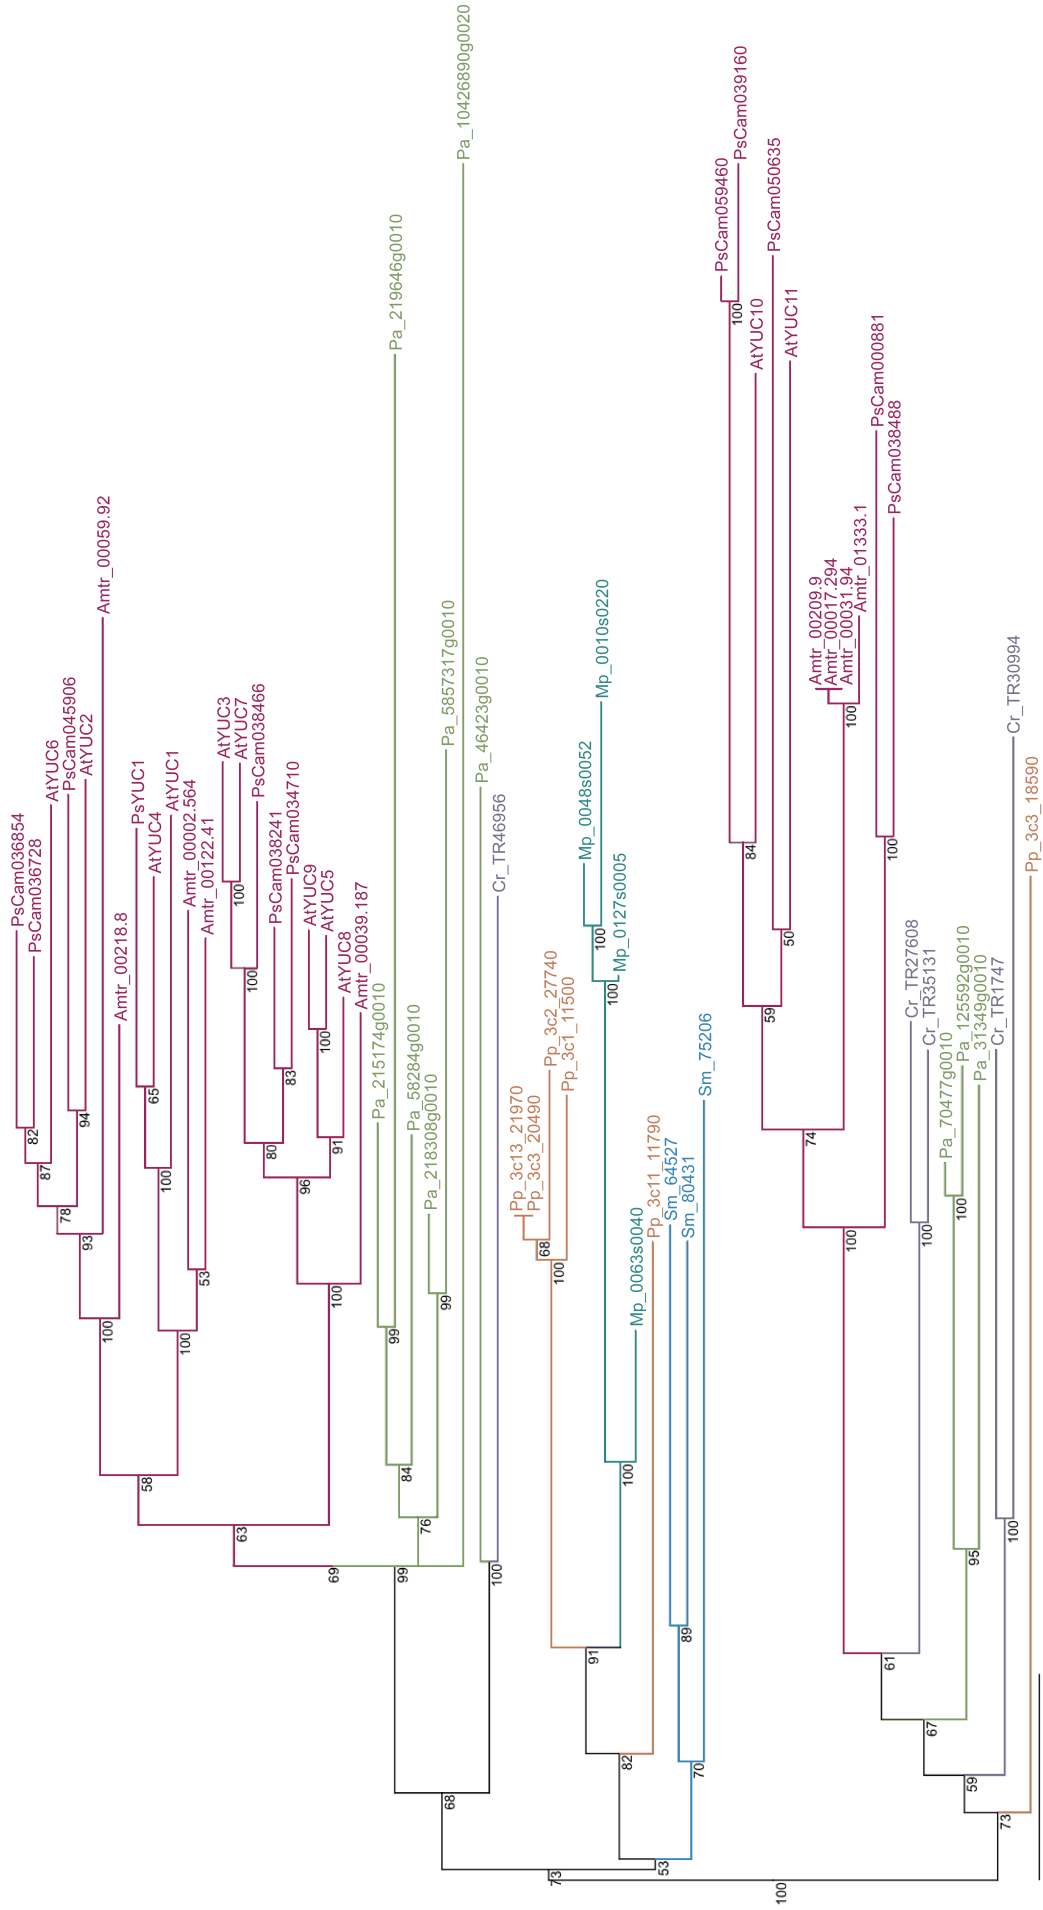 PsCam036854
PsCam036728
AtYUC6
PsCam045906
AtYUC2
Amtr_00059.92
Amtr_00218.8
PsYUC1
AtYUC4
AtYUC1
Amtr_00002.564
Amtr_00122.41
AtYUC3
AtYUC7
PsCam038466
PsCam038241
PsCam034710
AtYUC9
AtYUC5
AtYUC8
Amtr_00039.187
Pa_215174g0010
Pa_219646g0010
Pa_58284g0010
Pa_218308g0010
Pa_5857317g0010
Pa_10426890g0020
Pa_46423g0010
Cr_TR46956
Pp_3c13_21970
Pp_3c3_20490
Pp_3c2_27740
Pp_3c1_11500
Mp_0048s0052
Mp_0010s0220
Mp_0127s0005
Mp_0063s0040
Pp_3c11_11790
Sm_64527
Sm_80431
Sm_75206
PsCam059460
PsCam039160
AtYUC10
PsCam050635
AtYUC11
Amtr_00209.9
Amtr_00017.294
Amtr_00031.94
Amtr_01333.1
PsCam000881
PsCam038488
Cr_TR27608
Cr_TR35131
Pa_70477g0010
Pa_125592g0010
Pa_31349g0010
Cr_TR1747
Cr_TR30994
Pp_3c3_18590
82
87
78
94
93
100
65
100
53
100
58
100
100
83
80
100
91
96
100
63
69
99
84
99
76
99
100
68
68
100
100
100
100
91
82
89
70
53
73
100
84
50
59
100
74
100
100
100
61
100
95
67
100
59
73
100